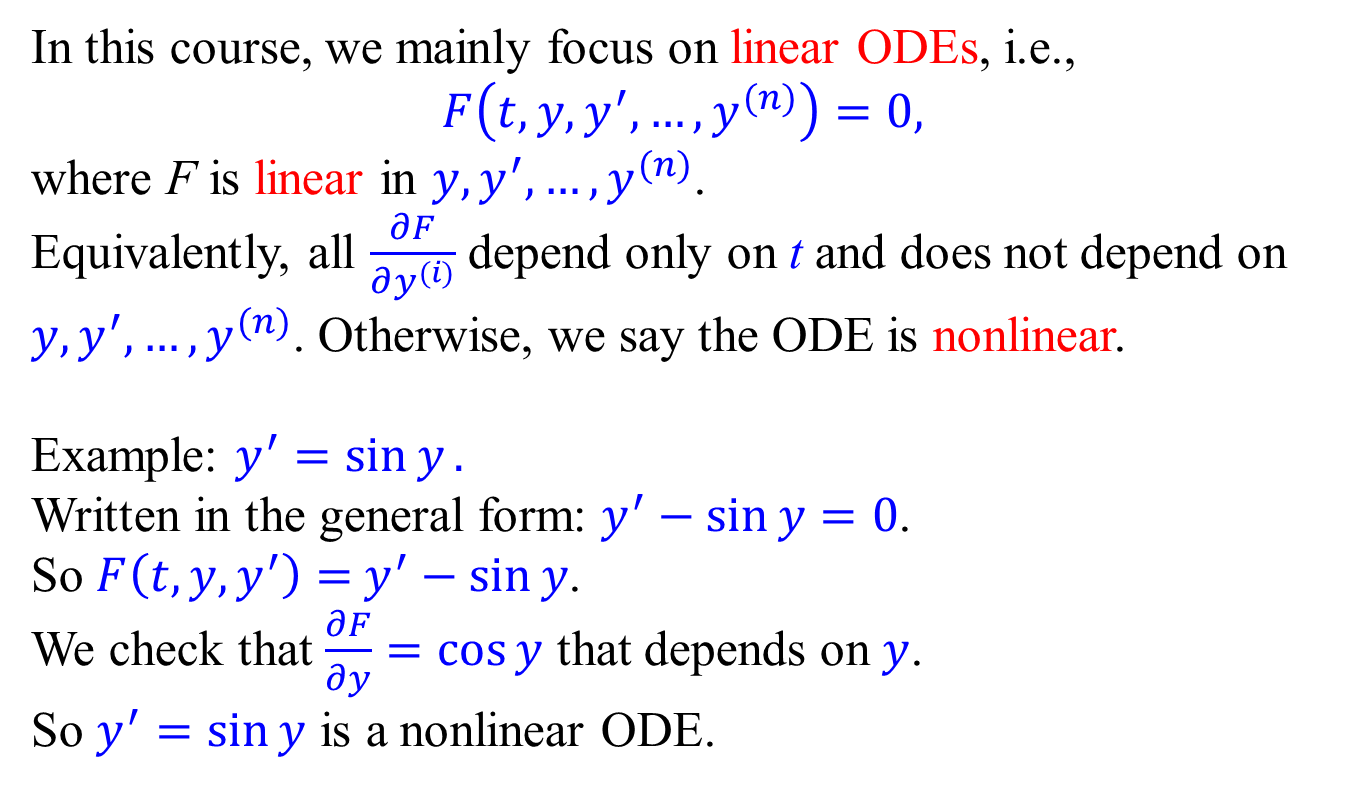 In this course, we mainly focus on linear ODEs, i.e.,
F(t, y, y′, … , y⁽ⁿ⁾) = 0,
where F is linear in y, y′, … , y⁽ⁿ⁾.
Equivalently, all ∂F/∂y⁽ⁱ⁾ depend only on t and does not depend on
y, y′, … , y⁽ⁿ⁾. Otherwise, we say the ODE is nonlinear.
Example: y′ = sin y .
Written in the general form: y′ − sin y = 0.
So F(t, y, y′) = y′ − sin y.
We check that ∂F/∂y = cos y that depends on y.
So y′ = sin y is a nonlinear ODE.